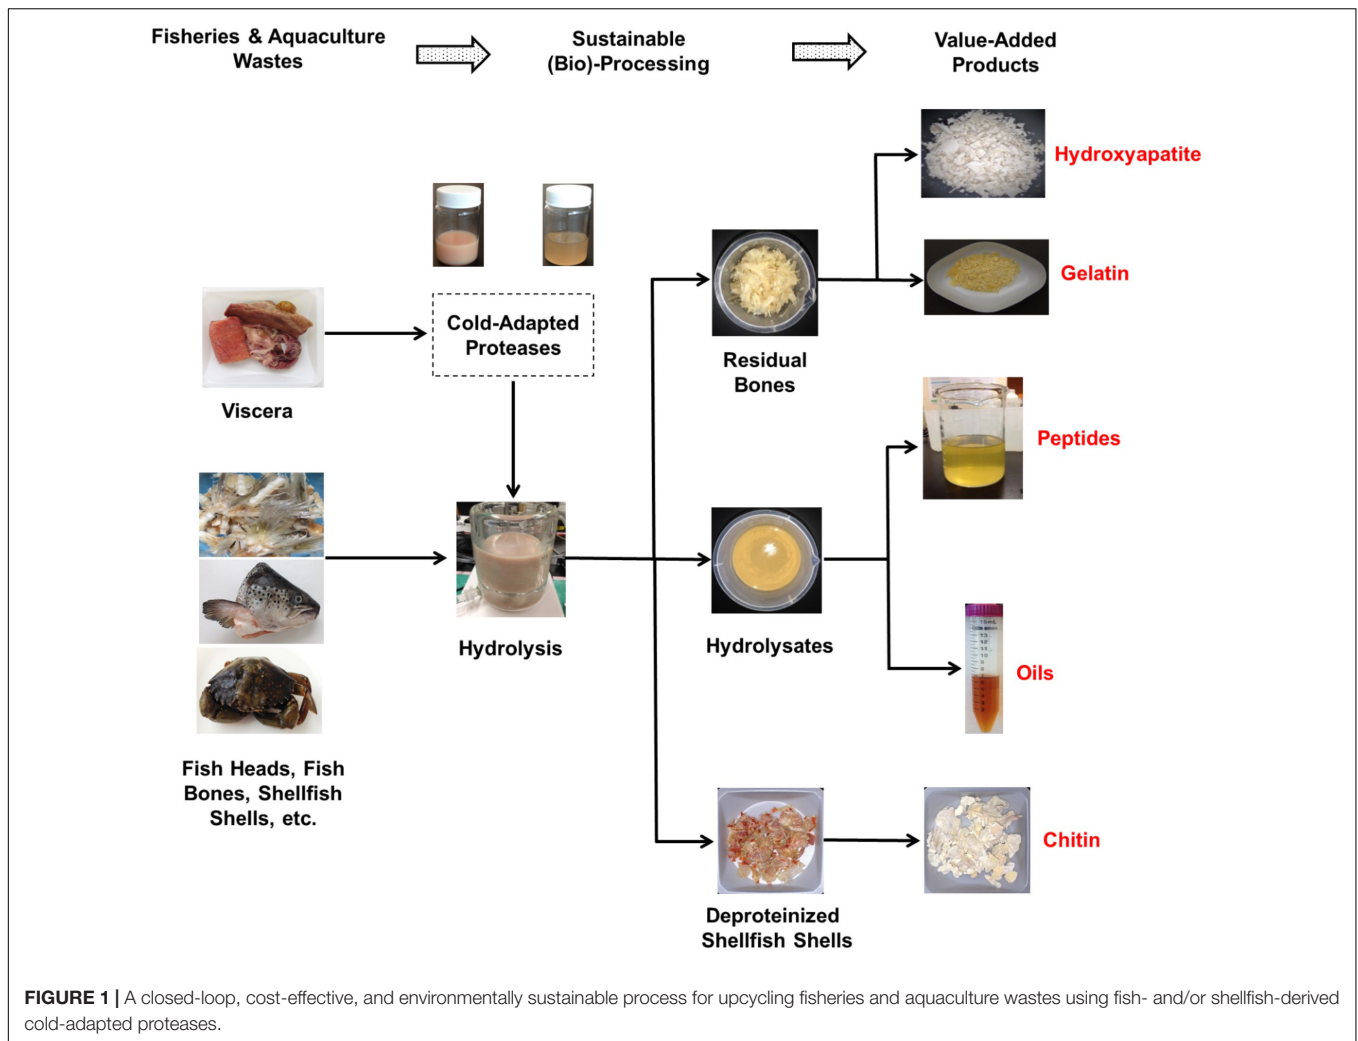 Fisheries & Aquaculture
Wastes
Sustainable
(Bio)-Processing
Value-Added
Products
Hydroxyapatite
Gelatin
Cold-Adapted
Proteases
Residual
Bones
Viscera
Peptides
Hydrolysis
Hydrolysates
Oils
Fish Heads, Fish
Bones, Shellfish
Shells, etc.
Chitin
Deproteinized
Shellfish Shells
FIGURE 1 | A closed-loop, cost-effective, and environmentally sustainable process for upcycling fisheries and aquaculture wastes using fish- and/or shellfish-derived
cold-adapted proteases.